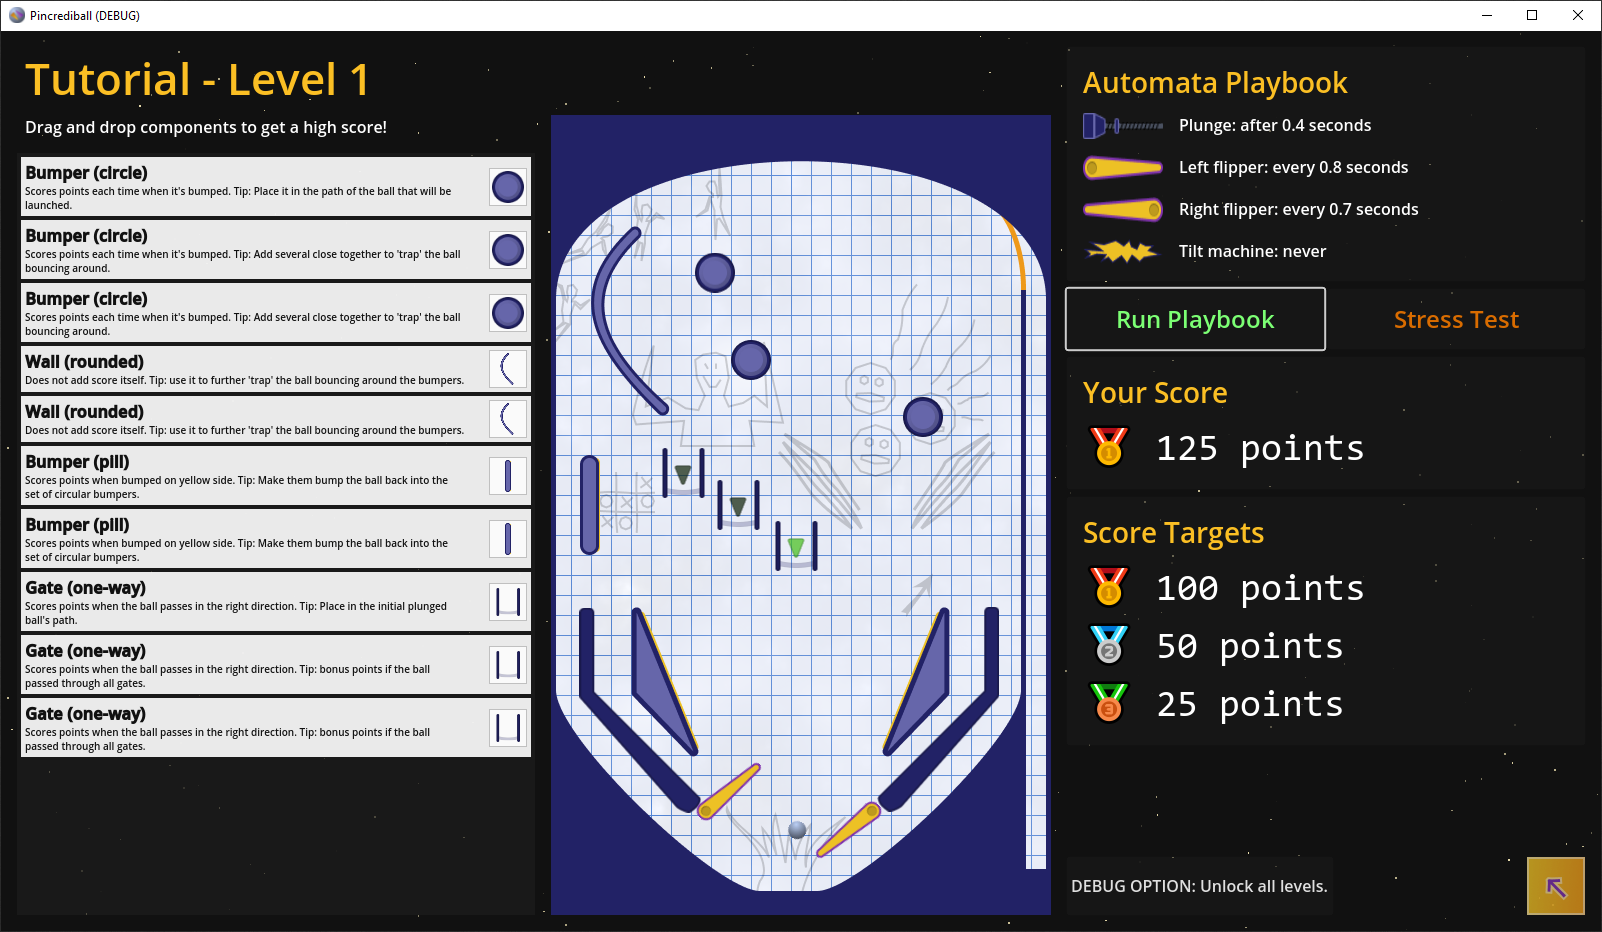 Pincrediball (DEBUG)
Tutorial - Level 1
Drag and drop components to get a high score!
Bumper (circle)
Scores points each time when it's bumped. Tip: Place it in the path of the ball that will be
launched.
Bumper (circle)
Scores points each time when it's bumped. Tip: Add several close together to 'trap' the ball
bouncing around.
Bumper (circle)
Scores points each time when it's bumped. Tip: Add several close together to 'trap' the ball
bouncing around.
Wall (rounded)
Does not add score itself. Tip: use it to further 'trap' the ball bouncing around the bumpers.
Wall (rounded)
Does not add score itself. Tip: use it to further 'trap' the ball bouncing around the bumpers.
Bumper (pill)
Scores points when bumped on yellow side. Tip: Make them bump the ball back into the
set of circular bumpers.
Bumper (pill)
Scores points when bumped on yellow side. Tip: Make them bump the ball back into the
set of circular bumpers.
Gate (one-way)
Scores points when the ball passes in the right direction. Tip: Place in the initial plunged
ball's path.
Gate (one-way)
Scores points when the ball passes in the right direction. Tip: bonus points if the ball
passed through all gates.
Gate (one-way)
Scores points when the ball passes in the right direction. Tip: bonus points if the ball
passed through all gates.
Automata Playbook
Plunge: after 0.4 seconds
Left flipper: every 0.8 seconds
Right flipper: every 0.7 seconds
Tilt machine: never
Run Playbook
Stress Test
Your Score
1
125 points
Score Targets
1
100 points
2
50 points
3
25 points
DEBUG OPTION: Unlock all levels.